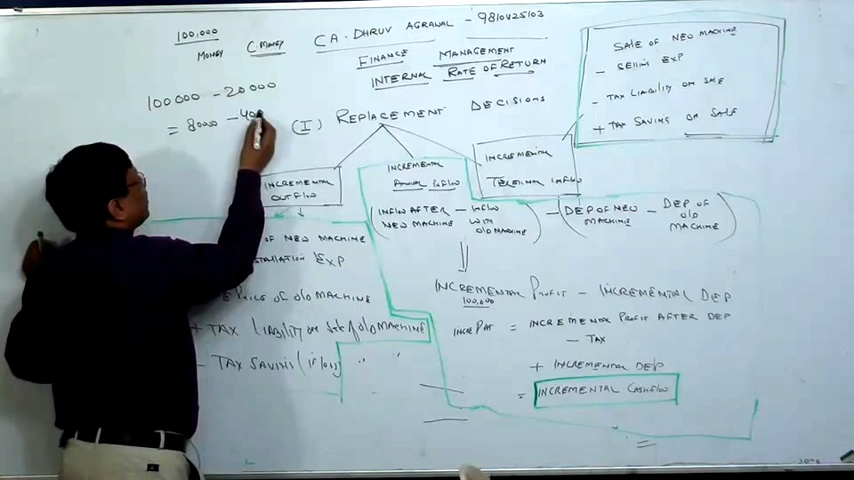 100,000
MONEY C.MONEY
CA. DHRUV AGRAWAL - 9810425103
FINANCE MANAGEMENT
INTERNAL RATE OF RETURN
100000 - 20000
= 8000 - 400
(I) REPLACEMENT DECISIONS
SALE OF NEW MACHINE
- SELLING EXP
- TAX LIABILITY ON SALE
+ TAX SAVING ON SALE
INCREMENTAL
OUTFLOW
INCREMENTAL
ANNUAL INFLOW
INCREMENTAL
TERMINAL INFLOW
OF NEW MACHINE
EXP
PRICE OF OLD MACHINE
+ TAX LIABILITY ON SALE OF OLD MACHINE
- TAX SAVING (if loss) " "
(INFLOW AFTER NEW MACHINE - INFLOW WITH OLD MACHINE) - (DEP OF NEW MACHINE - DEP OF OLD MACHINE)
INCREMENTAL PROFIT - INCREMENTAL DEP
100,000
INCRE PAT = INCREMENTAL PROFIT AFTER DEP
- TAX
+ INCREMENTAL DEP
= INCREMENTAL CASHFLOW